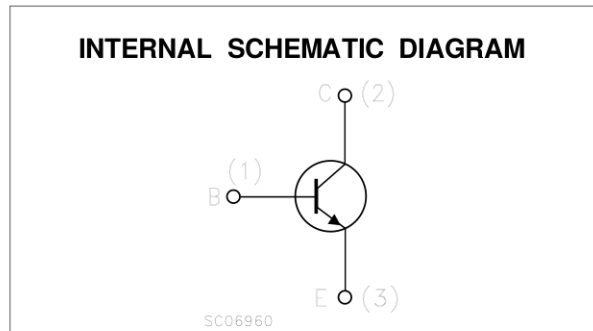 INTERNAL SCHEMATIC DIAGRAM
C (2)
(1)
B
E (3)
SC06960